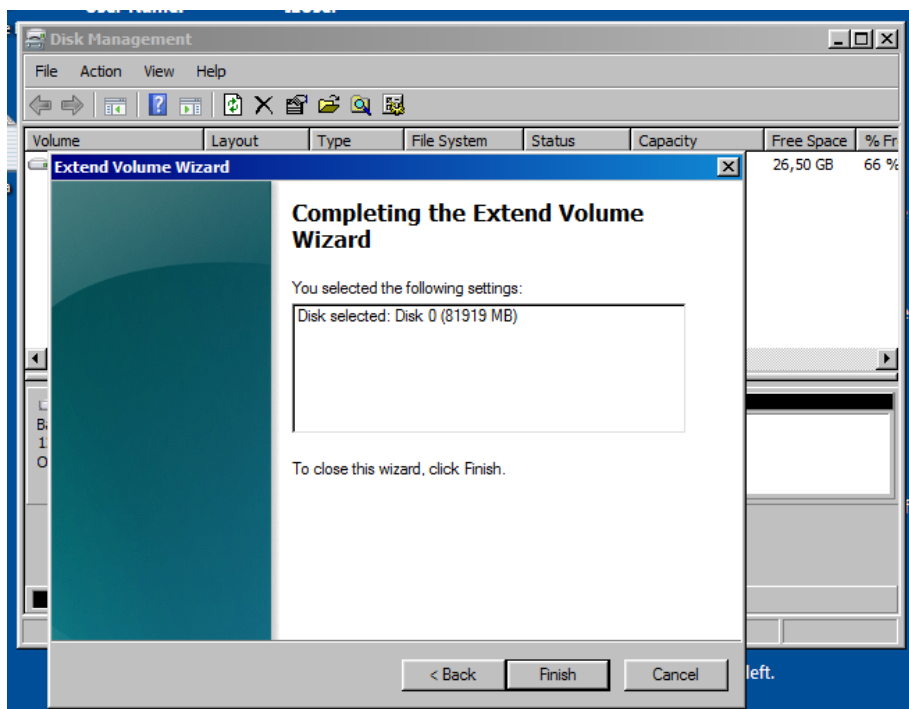 Disk Management
File Action View Help
Volume Layout Type File System Status Capacity Free Space % Fr
26,50 GB 66 %
Extend Volume Wizard
Completing the Extend Volume
Wizard
You selected the following settings:
Disk selected: Disk 0 (81919 MB)
To close this wizard, click Finish.
< Back Finish Cancel
left.